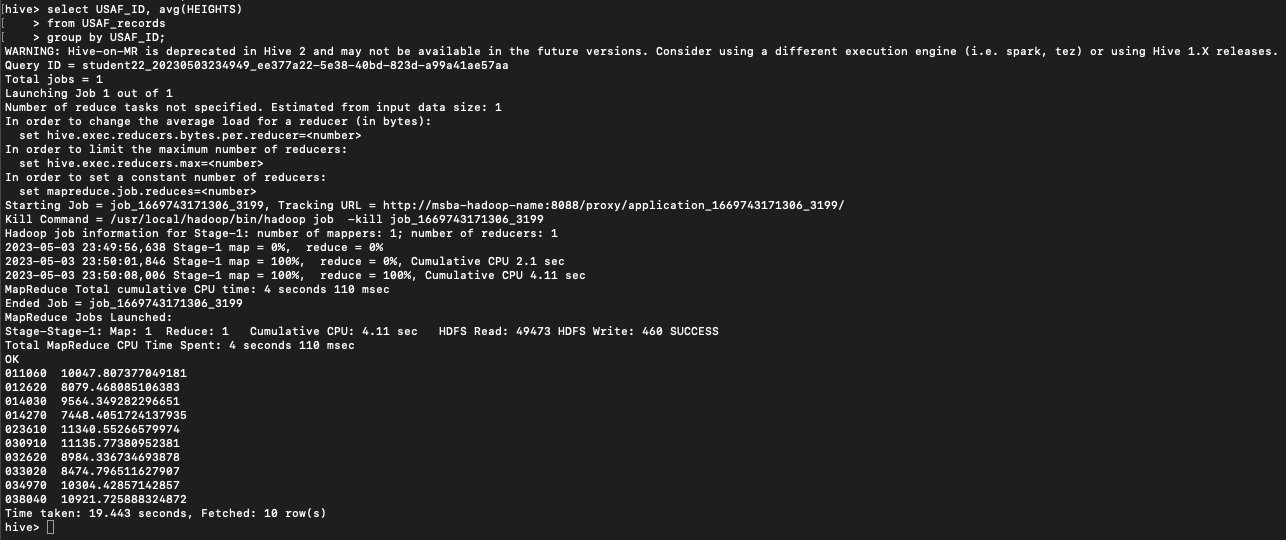 [hive> select USAF_ID, avg(HEIGHTS)
[    > from USAF_records
[    > group by USAF_ID;
WARNING: Hive-on-MR is deprecated in Hive 2 and may not be available in the future versions. Consider using a different execution engine (i.e. spark, tez) or using Hive 1.X releases.
Query ID = student22_20230503234949_ee377a22-5e38-40bd-823d-a99a41ae57aa
Total jobs = 1
Launching Job 1 out of 1
Number of reduce tasks not specified. Estimated from input data size: 1
In order to change the average load for a reducer (in bytes):
  set hive.exec.reducers.bytes.per.reducer=<number>
In order to limit the maximum number of reducers:
  set hive.exec.reducers.max=<number>
In order to set a constant number of reducers:
  set mapreduce.job.reduces=<number>
Starting Job = job_1669743171306_3199, Tracking URL = http://msba-hadoop-name:8088/proxy/application_1669743171306_3199/
Kill Command = /usr/local/hadoop/bin/hadoop job  -kill job_1669743171306_3199
Hadoop job information for Stage-1: number of mappers: 1; number of reducers: 1
2023-05-03 23:49:56,638 Stage-1 map = 0%,  reduce = 0%
2023-05-03 23:50:01,846 Stage-1 map = 100%,  reduce = 0%, Cumulative CPU 2.1 sec
2023-05-03 23:50:08,006 Stage-1 map = 100%,  reduce = 100%, Cumulative CPU 4.11 sec
MapReduce Total cumulative CPU time: 4 seconds 110 msec
Ended Job = job_1669743171306_3199
MapReduce Jobs Launched:
Stage-Stage-1: Map: 1  Reduce: 1   Cumulative CPU: 4.11 sec   HDFS Read: 49473 HDFS Write: 460 SUCCESS
Total MapReduce CPU Time Spent: 4 seconds 110 msec
OK
011060  10047.807377049181
012620  8079.468085106383
014030  9564.349282296651
014270  7448.4051724137935
023610  11340.55266579974
030910  11135.77380952381
032620  8984.336734693878
033020  8474.796511627907
034970  10304.42857142857
038040  10921.725888324872
Time taken: 19.443 seconds, Fetched: 10 row(s)
hive>